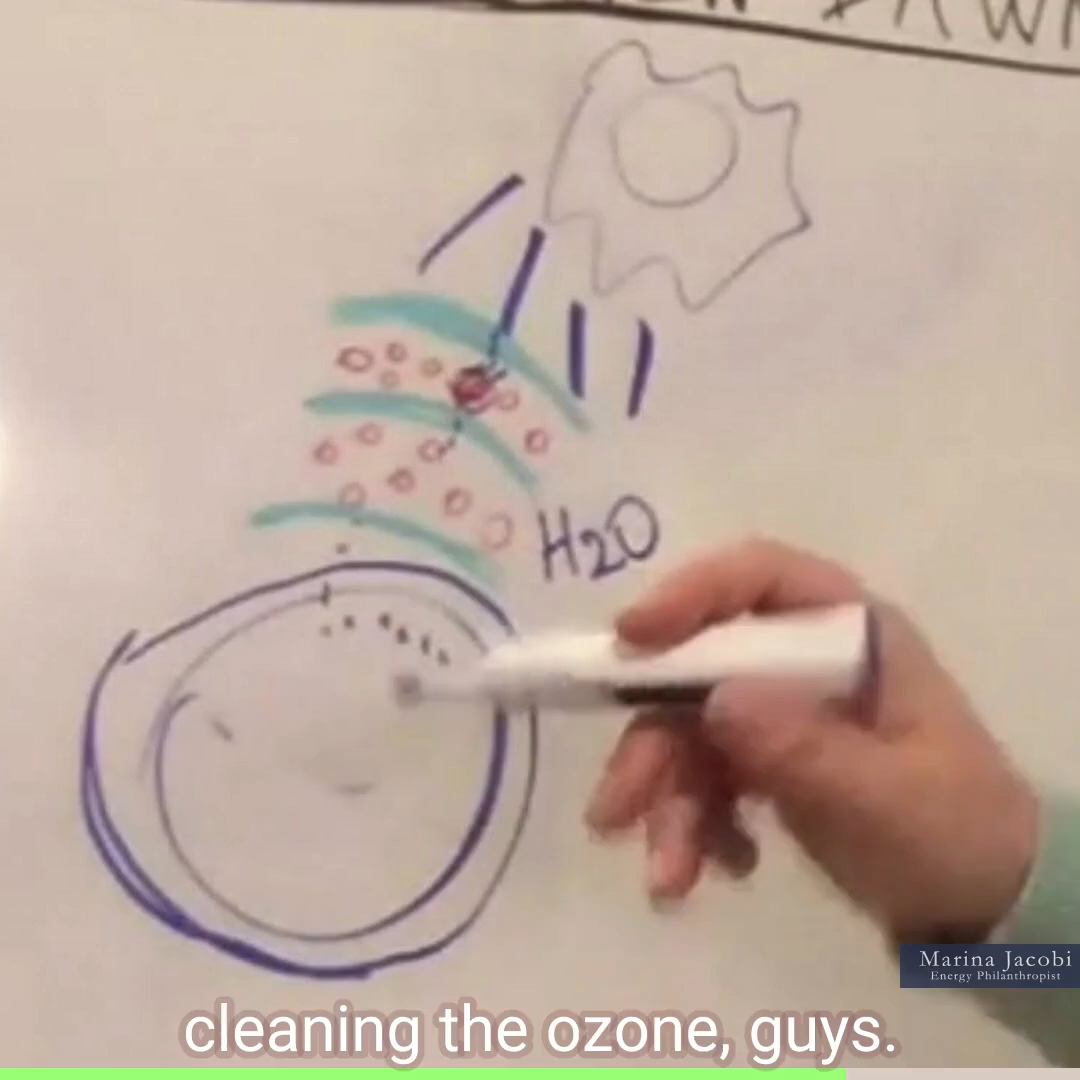 H2O
Marina Jacobi
Energy Philanthropist
cleaning the ozone, guys.